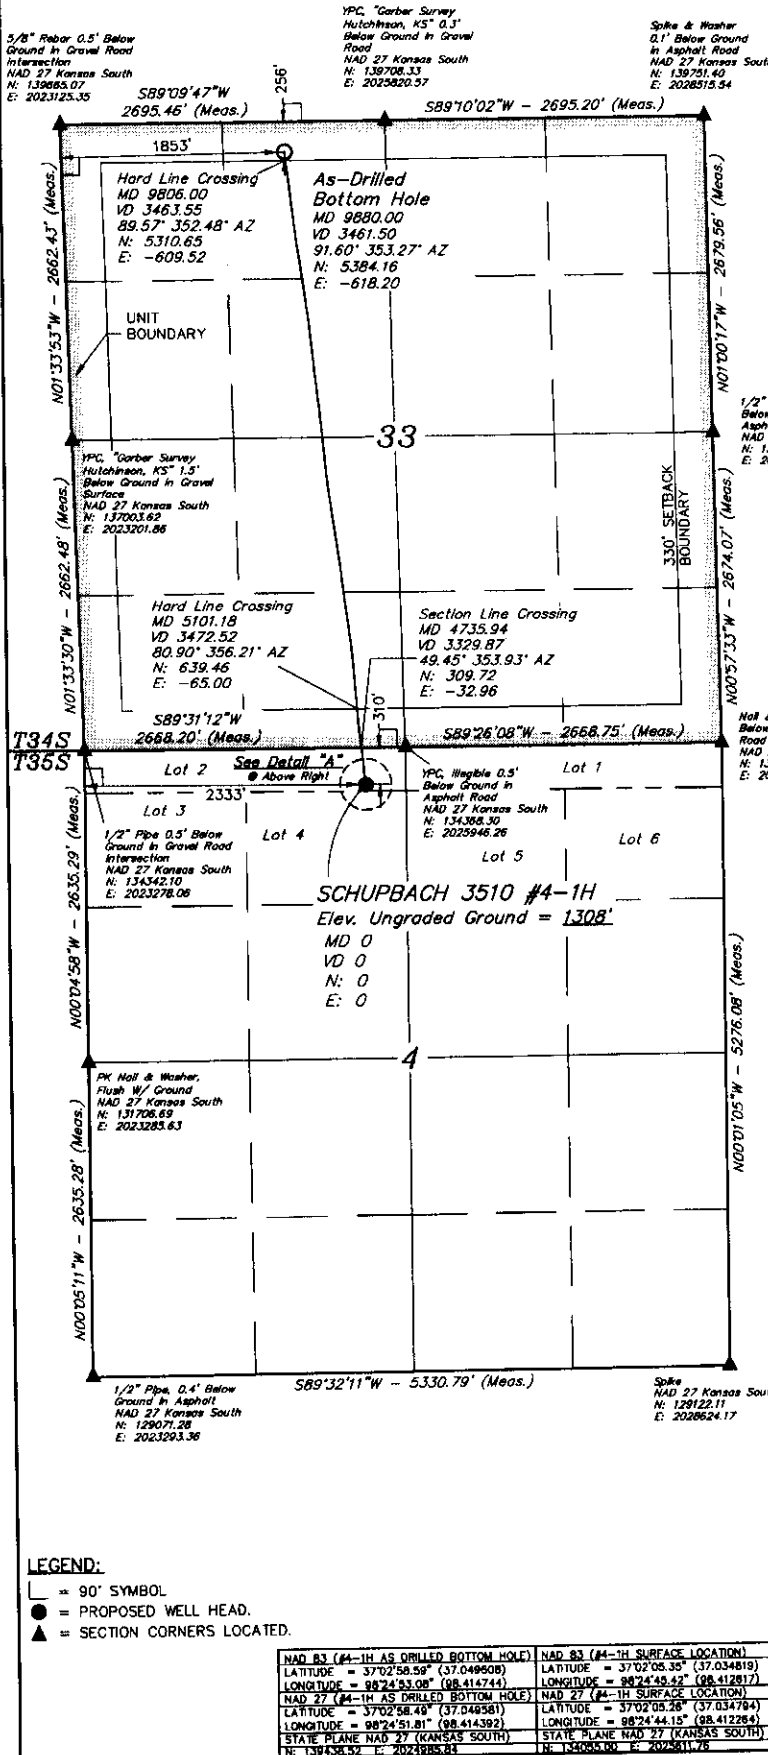 5/8" Rebar 0.5' Below
Ground in Gravel Road
Intersection
NAD 27 Kansas South
N: 139665.07
E: 2023125.35
YPC, "Garber Survey
Hutchinson, KS" 0.3'
Below Ground in Gravel
Road
NAD 27 Kansas South
N: 139708.33
E: 2025820.57
Spike & Washer
0.1' Below Ground
in Asphalt Road
NAD 27 Kansas South
N: 139751.40
E: 2028515.54
S89°09'47"W
2695.46' (Meas.)
256'
S89°10'02"W - 2695.20' (Meas.)
1853'
Hard Line Crossing
MD 9806.00
VD 3463.55
89.57° 352.48° AZ
N: 5310.65
E: -609.52
As-Drilled
Bottom Hole
MD 9880.00
VD 3461.50
91.60° 353.27° AZ
N: 5384.16
E: -618.20
N01°33'53"W - 2662.43' (Meas.)
N01°00'17"W - 2679.56' (Meas.)
UNIT
BOUNDARY
33
1/2"
Below
Asph
NAD
N: 1
E: 20
YPC, "Garber Survey
Hutchinson, KS" 1.5'
Below Ground in Gravel
Surface
NAD 27 Kansas South
N: 137003.62
E: 2023201.86
330' SETBACK
BOUNDARY
N01°33'30"W - 2662.48' (Meas.)
N00°57'33"W - 2674.07' (Meas.)
Hard Line Crossing
MD 5101.18
VD 3472.52
80.90° 356.21° AZ
N: 639.46
E: -65.00
Section Line Crossing
MD 4735.94
VD 3329.87
49.45° 353.93° AZ
N: 309.72
E: -32.96
310'
S89°31'12"W
2668.20' (Meas.)
S89°26'08"W - 2668.75' (Meas.)
T34S
T35S
Nail &
Below
Road
NAD
N: 13
E: 20
Lot 2
See Detail "A"
● Above Right
Lot 1
2333'
YPC, Illegible 0.5'
Below Ground in
Asphalt Road
NAD 27 Kansas South
N: 134368.30
E: 2025946.26
Lot 3
Lot 4
Lot 5
Lot 6
1/2" Pipe 0.5' Below
Ground in Gravel Road
Intersection
NAD 27 Kansas South
N: 134342.10
E: 2023278.06
N00°04'58"W - 2635.29' (Meas.)
SCHUPBACH 3510 #4-1H
Elev. Ungraded Ground = 1308'
MD 0
VD 0
N: 0
E: 0
N00°01'05"W - 5276.08' (Meas.)
4
PK Nail & Washer,
Flush W/ Ground
NAD 27 Kansas South
N: 131706.69
E: 2023285.63
N00°05'11"W - 2635.28' (Meas.)
S89°32'11"W - 5330.79' (Meas.)
1/2" Pipe, 0.4' Below
Ground in Asphalt
NAD 27 Kansas South
N: 129071.28
E: 2023293.36
Spike
NAD 27 Kansas South
N: 129122.11
E: 2028624.17
LEGEND:
= 90° SYMBOL
= PROPOSED WELL HEAD.
= SECTION CORNERS LOCATED.
NAD 83 (#4-1H AS DRILLED BOTTOM HOLE)
LATITUDE = 37°02'58.59" (37.049608)
LONGITUDE = 98°24'53.08" (98.414744)
NAD 27 (#4-1H AS DRILLED BOTTOM HOLE)
LATITUDE = 37°02'58.49" (37.049581)
LONGITUDE = 98°24'51.81" (98.414392)
STATE PLANE NAD 27 (KANSAS SOUTH)
N: 139438.52 E: 2024985.84
NAD 83 (#4-1H SURFACE LOCATION)
LATITUDE = 37°02'05.35" (37.034819)
LONGITUDE = 98°24'45.42" (98.412617)
NAD 27 (#4-1H SURFACE LOCATION)
LATITUDE = 37°02'05.26" (37.034794)
LONGITUDE = 98°24'44.15" (98.412264)
STATE PLANE NAD 27 (KANSAS SOUTH)
N: 134055.00 E: 2025611.76